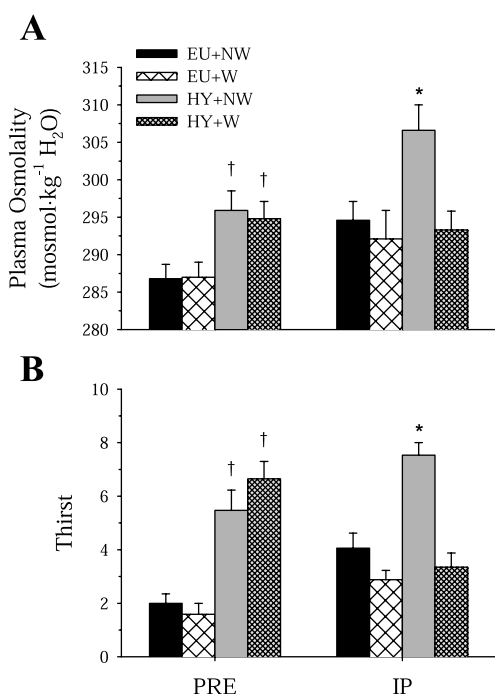 A
EU+NW
EU+W
HY+NW
HY+W
Plasma Osmolality
(mosmol·kg⁻¹ H₂O)
315
310
305
300
295
290
285
280
†
†
*
B
Thirst
10
8
6
4
2
0
†
†
*
PRE
IP